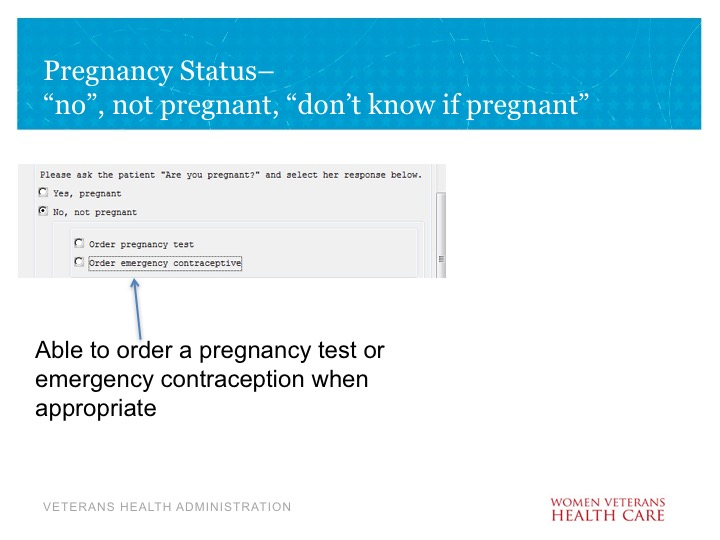 Pregnancy Status–
“no”, not pregnant, “don’t know if pregnant”
Please ask the patient "Are you pregnant?" and select her response below.
Yes, pregnant
No, not pregnant
Order pregnancy test
Order emergency contraceptive
Able to order a pregnancy test or
emergency contraception when
appropriate
VETERANS HEALTH ADMINISTRATION
WOMEN VETERANS
HEALTH CARE